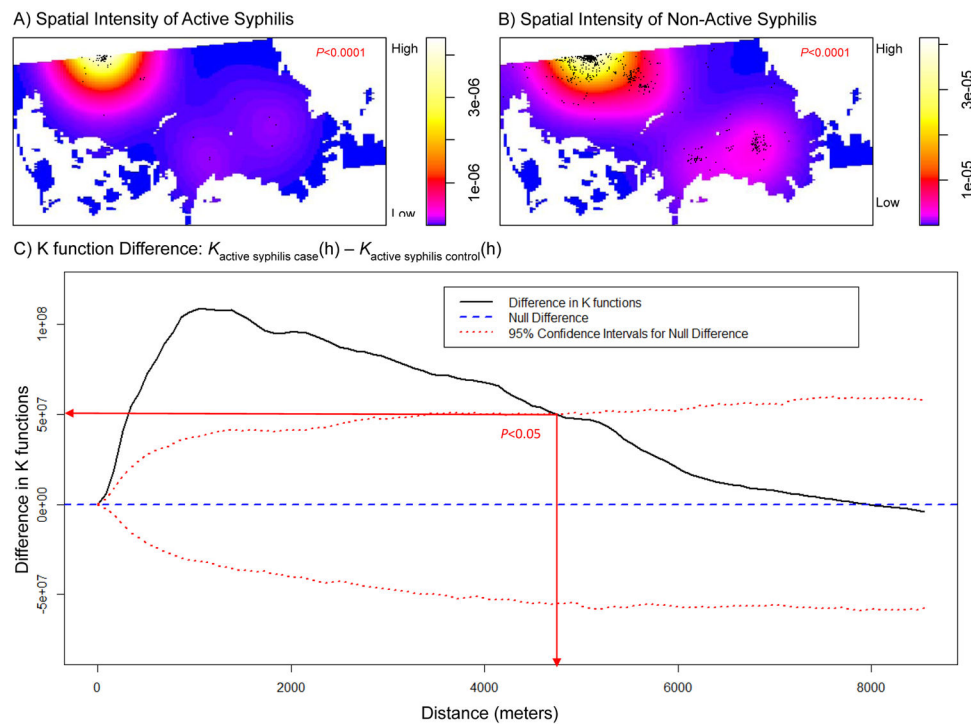 A) Spatial Intensity of Active Syphilis
P<0.0001
High
Low
3e-06
1e-06
B) Spatial Intensity of Non-Active Syphilis
P<0.0001
High
Low
3e-05
1e-05
C) K function Difference: K active syphilis case(h) – K active syphilis control(h)
Difference in K functions
Null Difference
95% Confidence Intervals for Null Difference
P<0.05
Difference in K functions
1e+08
5e+07
0e+00
-5e+07
0 2000 4000 6000 8000
Distance (meters)